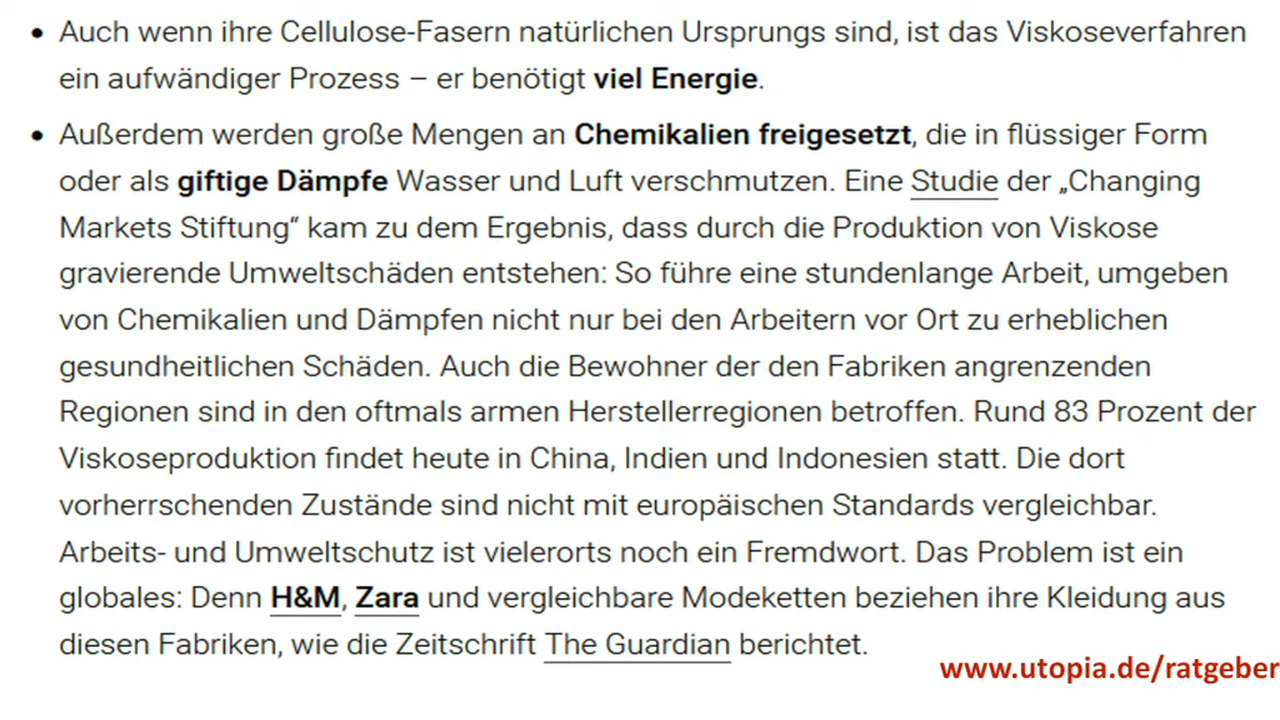 • Auch wenn ihre Cellulose-Fasern natürlichen Ursprungs sind, ist das Viskoseverfahren
ein aufwändiger Prozess – er benötigt viel Energie.
• Außerdem werden große Mengen an Chemikalien freigesetzt, die in flüssiger Form
oder als giftige Dämpfe Wasser und Luft verschmutzen. Eine Studie der „Changing
Markets Stiftung“ kam zu dem Ergebnis, dass durch die Produktion von Viskose
gravierende Umweltschäden entstehen: So führe eine stundenlange Arbeit, umgeben
von Chemikalien und Dämpfen nicht nur bei den Arbeitern vor Ort zu erheblichen
gesundheitlichen Schäden. Auch die Bewohner der den Fabriken angrenzenden
Regionen sind in den oftmals armen Herstellerregionen betroffen. Rund 83 Prozent der
Viskoseproduktion findet heute in China, Indien und Indonesien statt. Die dort
vorherrschenden Zustände sind nicht mit europäischen Standards vergleichbar.
Arbeits- und Umweltschutz ist vielerorts noch ein Fremdwort. Das Problem ist ein
globales: Denn H&M, Zara und vergleichbare Modeketten beziehen ihre Kleidung aus
diesen Fabriken, wie die Zeitschrift The Guardian berichtet.
www.utopia.de/ratgeber